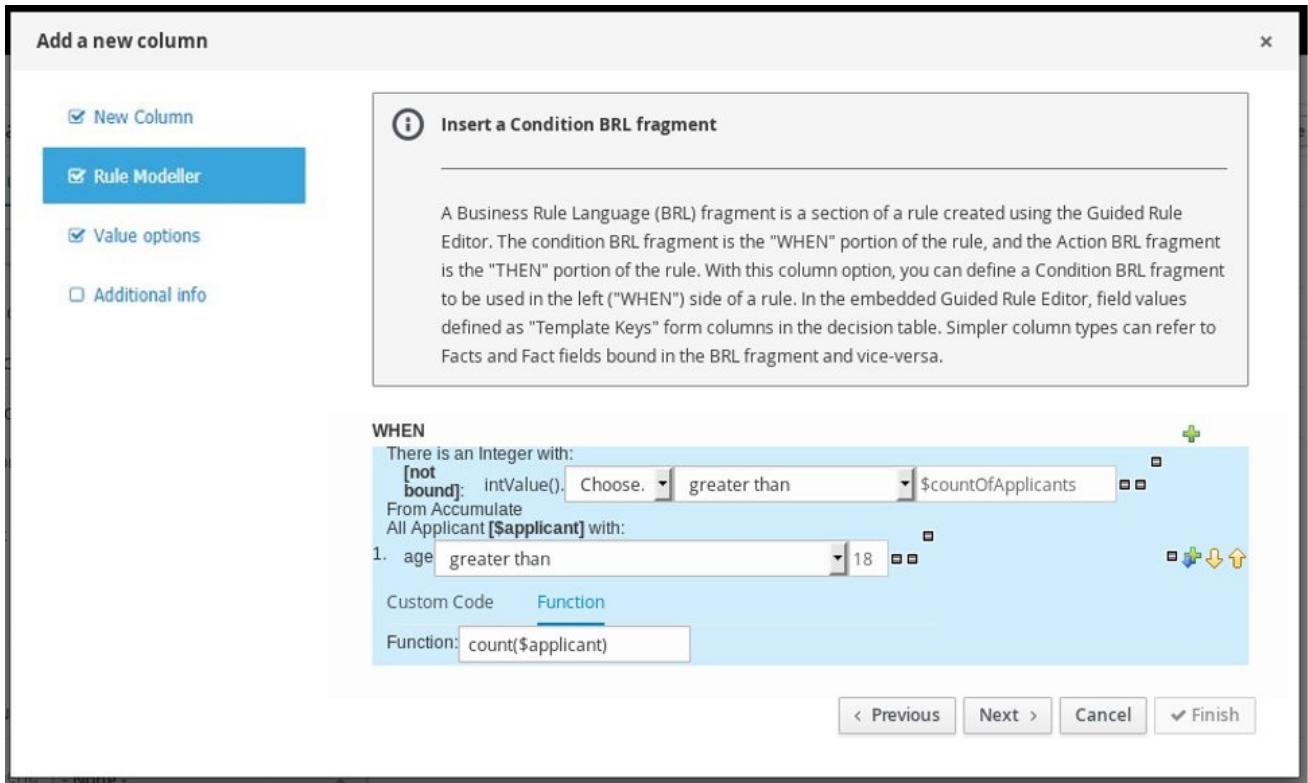 Add a new column
×
New Column
Rule Modeller
Value options
Additional info
Insert a Condition BRL fragment
A Business Rule Language (BRL) fragment is a section of a rule created using the Guided Rule
Editor. The condition BRL fragment is the "WHEN" portion of the rule, and the Action BRL fragment
is the "THEN" portion of the rule. With this column option, you can define a Condition BRL fragment
to be used in the left ("WHEN") side of a rule. In the embedded Guided Rule Editor, field values
defined as "Template Keys" form columns in the decision table. Simpler column types can refer to
Facts and Fact fields bound in the BRL fragment and vice-versa.
WHEN
There is an Integer with:
[not
bound]: intValue(). Choose. greater than $countOfApplicants
From Accumulate
All Applicant [$applicant] with:
1. age greater than 18
Custom Code Function
Function: count($applicant)
< Previous Next > Cancel Finish